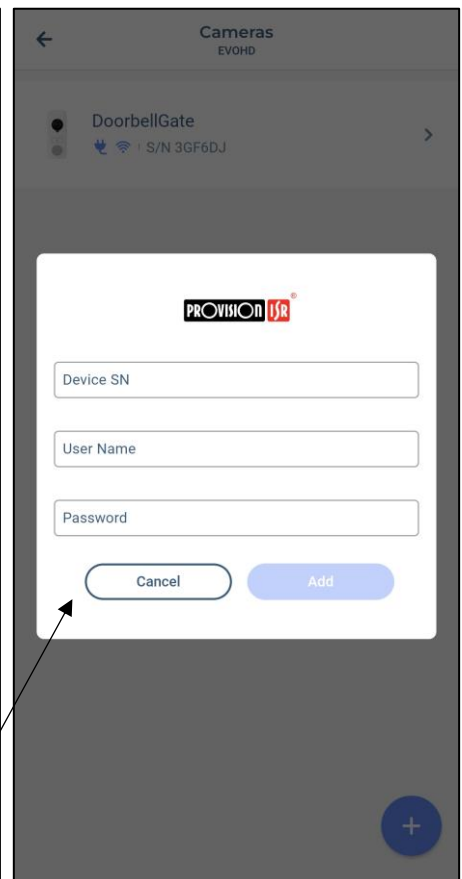 Cameras
EVOHD
DoorbellGate
S/N 3GF6DJ
PROVISION ISR®
Device SN
User Name
Password
Cancel Add
+